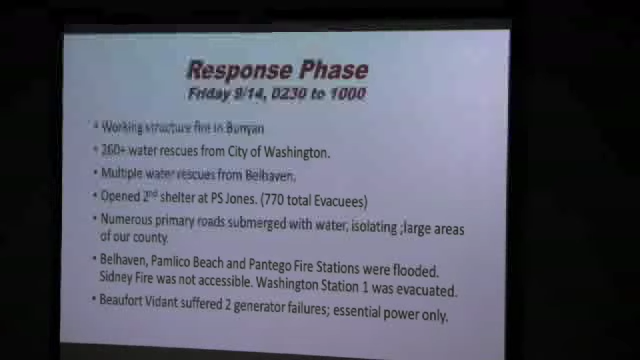 Response Phase
Friday 9/14, 0230 to 1000
• Working structure fire in Bunyan
• 260+ water rescues from City of Washington.
• Multiple water rescues from Belhaven.
• Opened 2nd shelter at PS Jones. (770 total Evacuees)
• Numerous primary roads submerged with water, isolating ;large areas
of our county.
• Belhaven, Pamlico Beach and Pantego Fire Stations were flooded.
Sidney Fire was not accessible. Washington Station 1 was evacuated.
• Beaufort Vidant suffered 2 generator failures; essential power only.